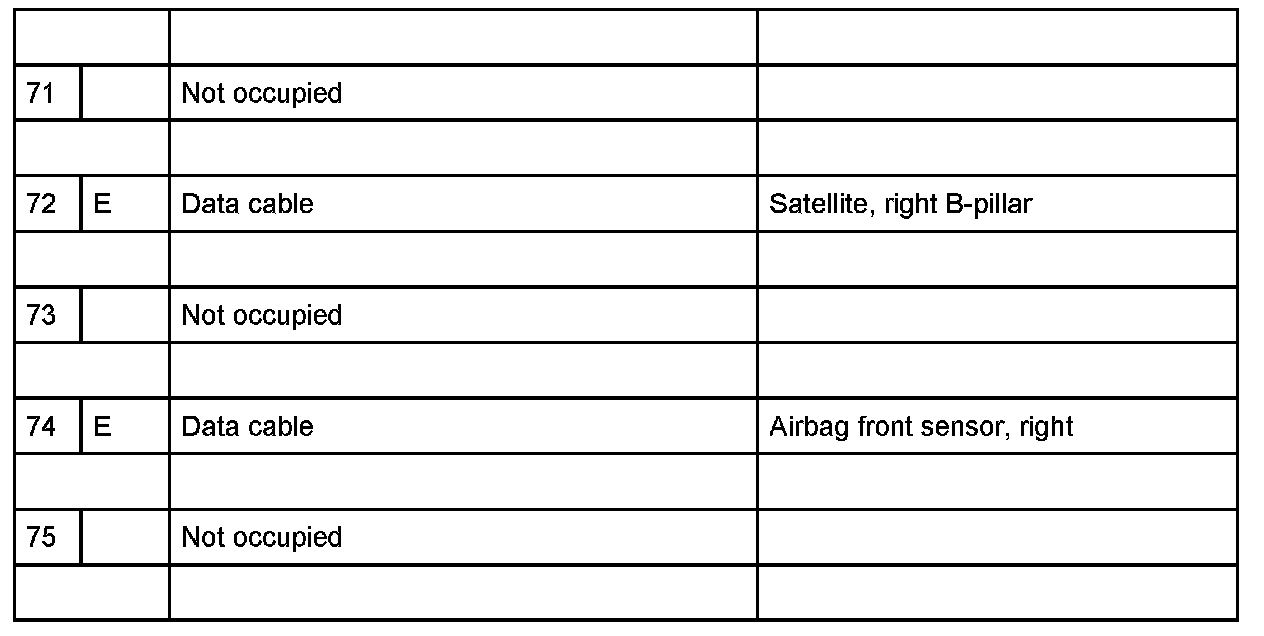 71 Not occupied
72 E Data cable Satellite, right B-pillar
73 Not occupied
74 E Data cable Airbag front sensor, right
75 Not occupied